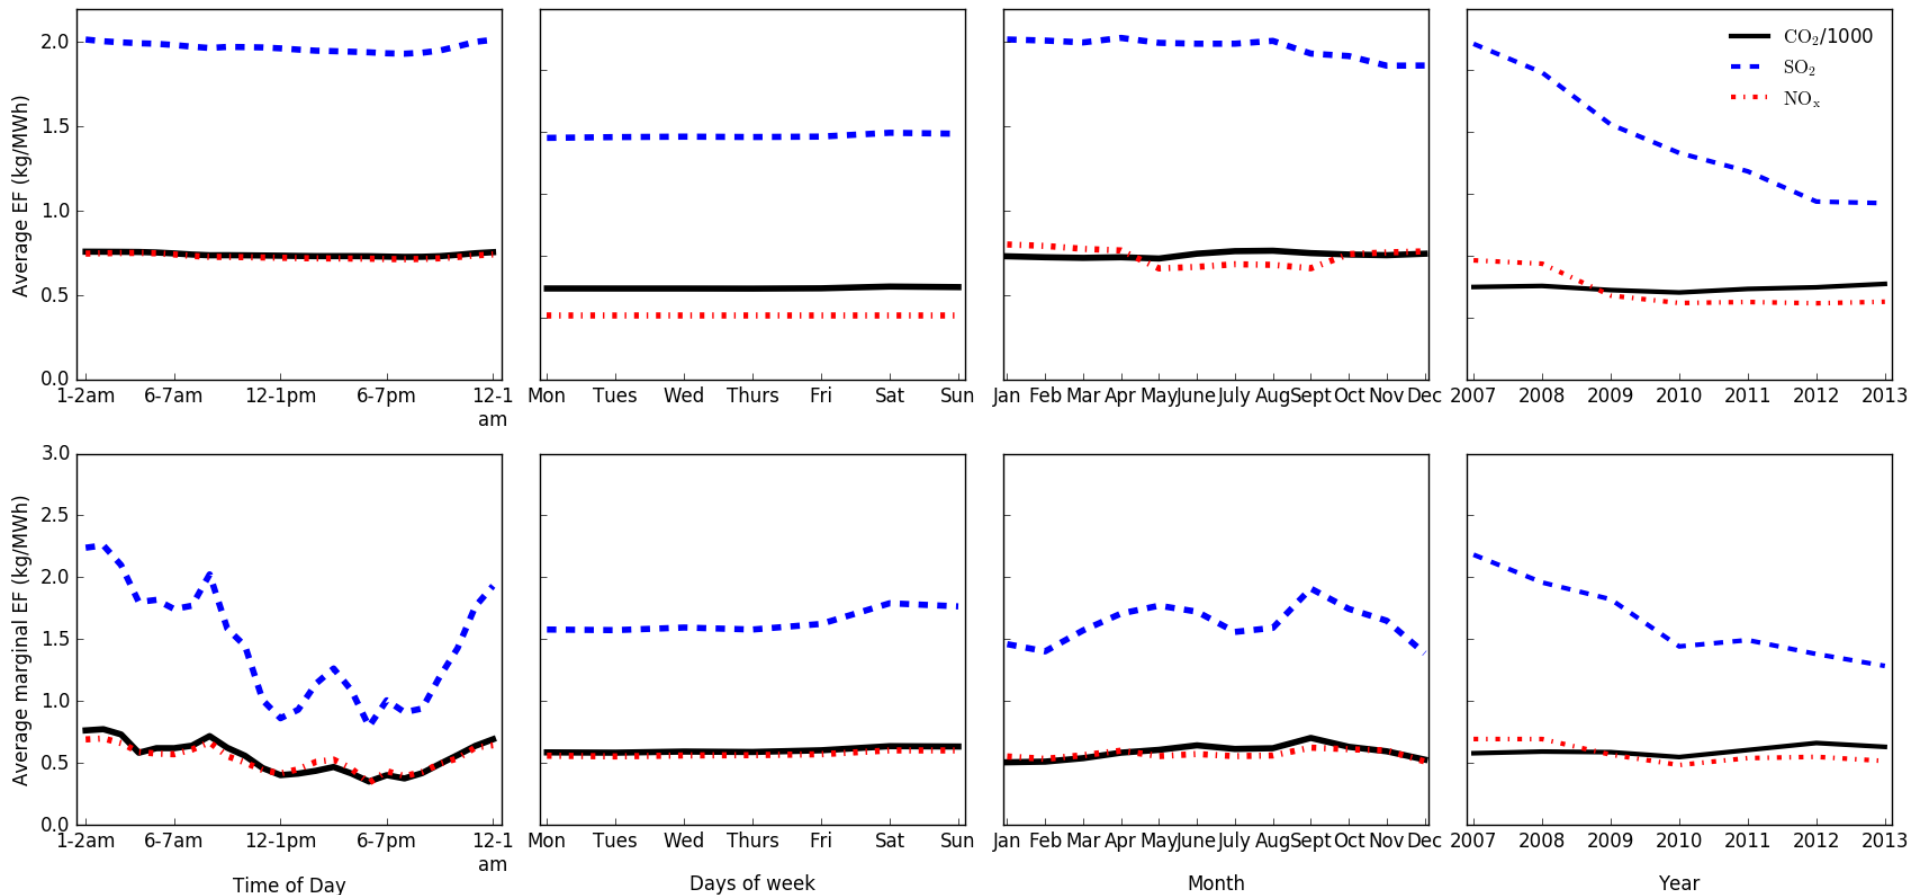 Average EF (kg/MWh)
2.0
1.5
1.0
0.5
0.0
1-2am 6-7am 12-1pm 6-7pm 12-1
am
Mon Tues Wed Thurs Fri Sat Sun
Jan Feb Mar Apr May June July Aug Sept Oct Nov Dec
CO₂/1000
SO₂
NOₓ
2007 2008 2009 2010 2011 2012 2013
Average marginal EF (kg/MWh)
3.0
2.5
2.0
1.5
1.0
0.5
0.0
1-2am 6-7am 12-1pm 6-7pm 12-1
am
Time of Day
Mon Tues Wed Thurs Fri Sat Sun
Days of week
Jan Feb Mar Apr May June July Aug Sept Oct Nov Dec
Month
2007 2008 2009 2010 2011 2012 2013
Year